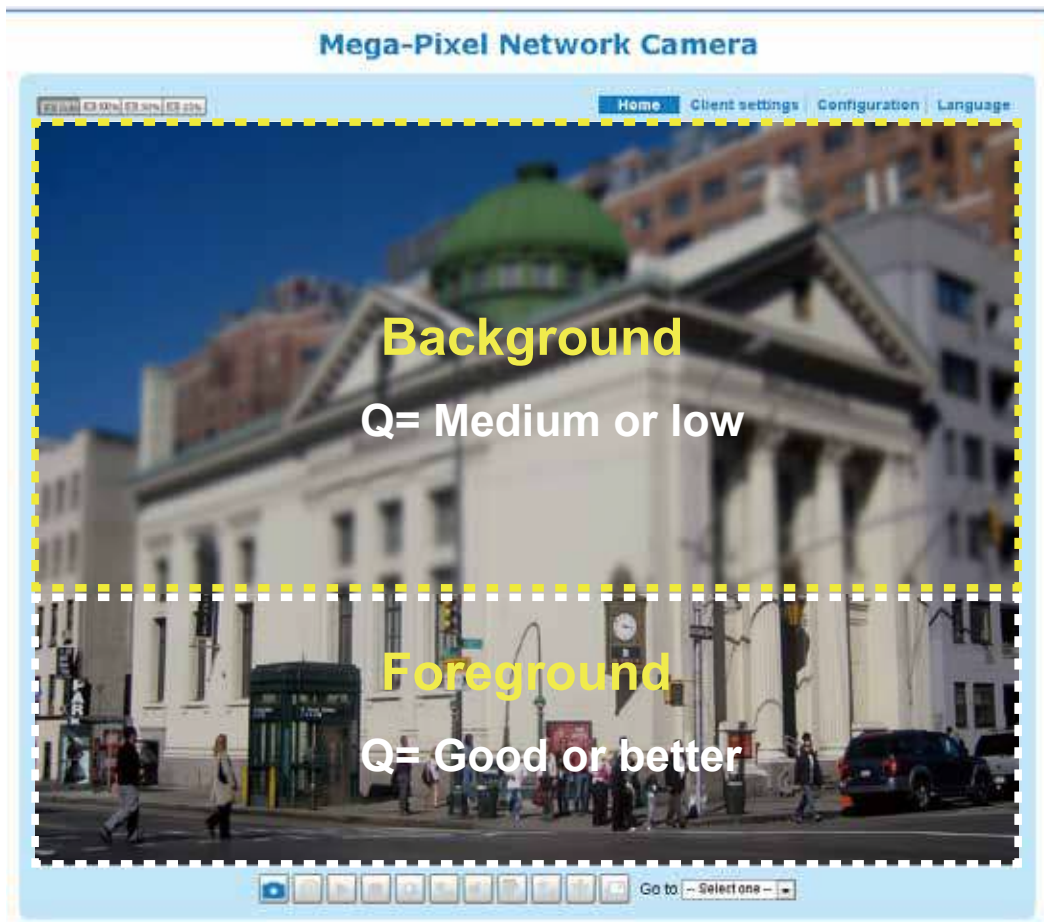 Mega-Pixel Network Camera
Home Client settings Configuration Language
Background
Q= Medium or low
Foreground
Q= Good or better
PARK
Go to -- Select one --